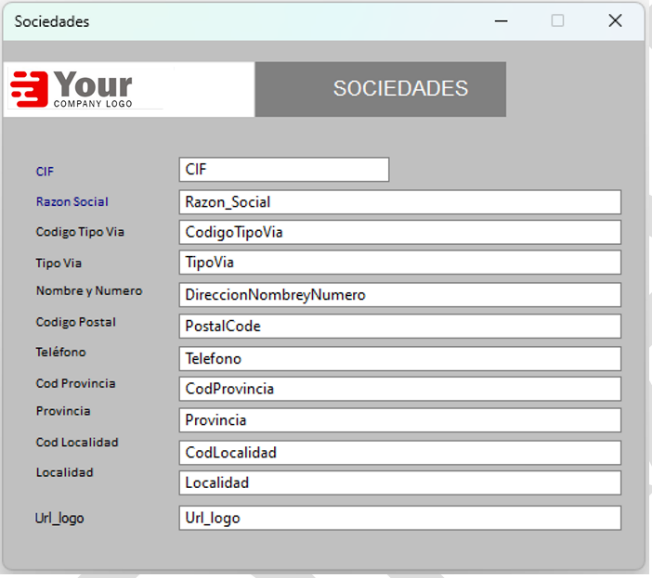 Sociedades
Your
COMPANY LOGO
SOCIEDADES
CIF CIF
Razon Social Razon_Social
Codigo Tipo Via CodigoTipoVia
Tipo Via TipoVia
Nombre y Numero DireccionNombreyNumero
Codigo Postal PostalCode
Teléfono Telefono
Cod Provincia CodProvincia
Provincia Provincia
Cod Localidad CodLocalidad
Localidad Localidad
Url_logo Url_logo